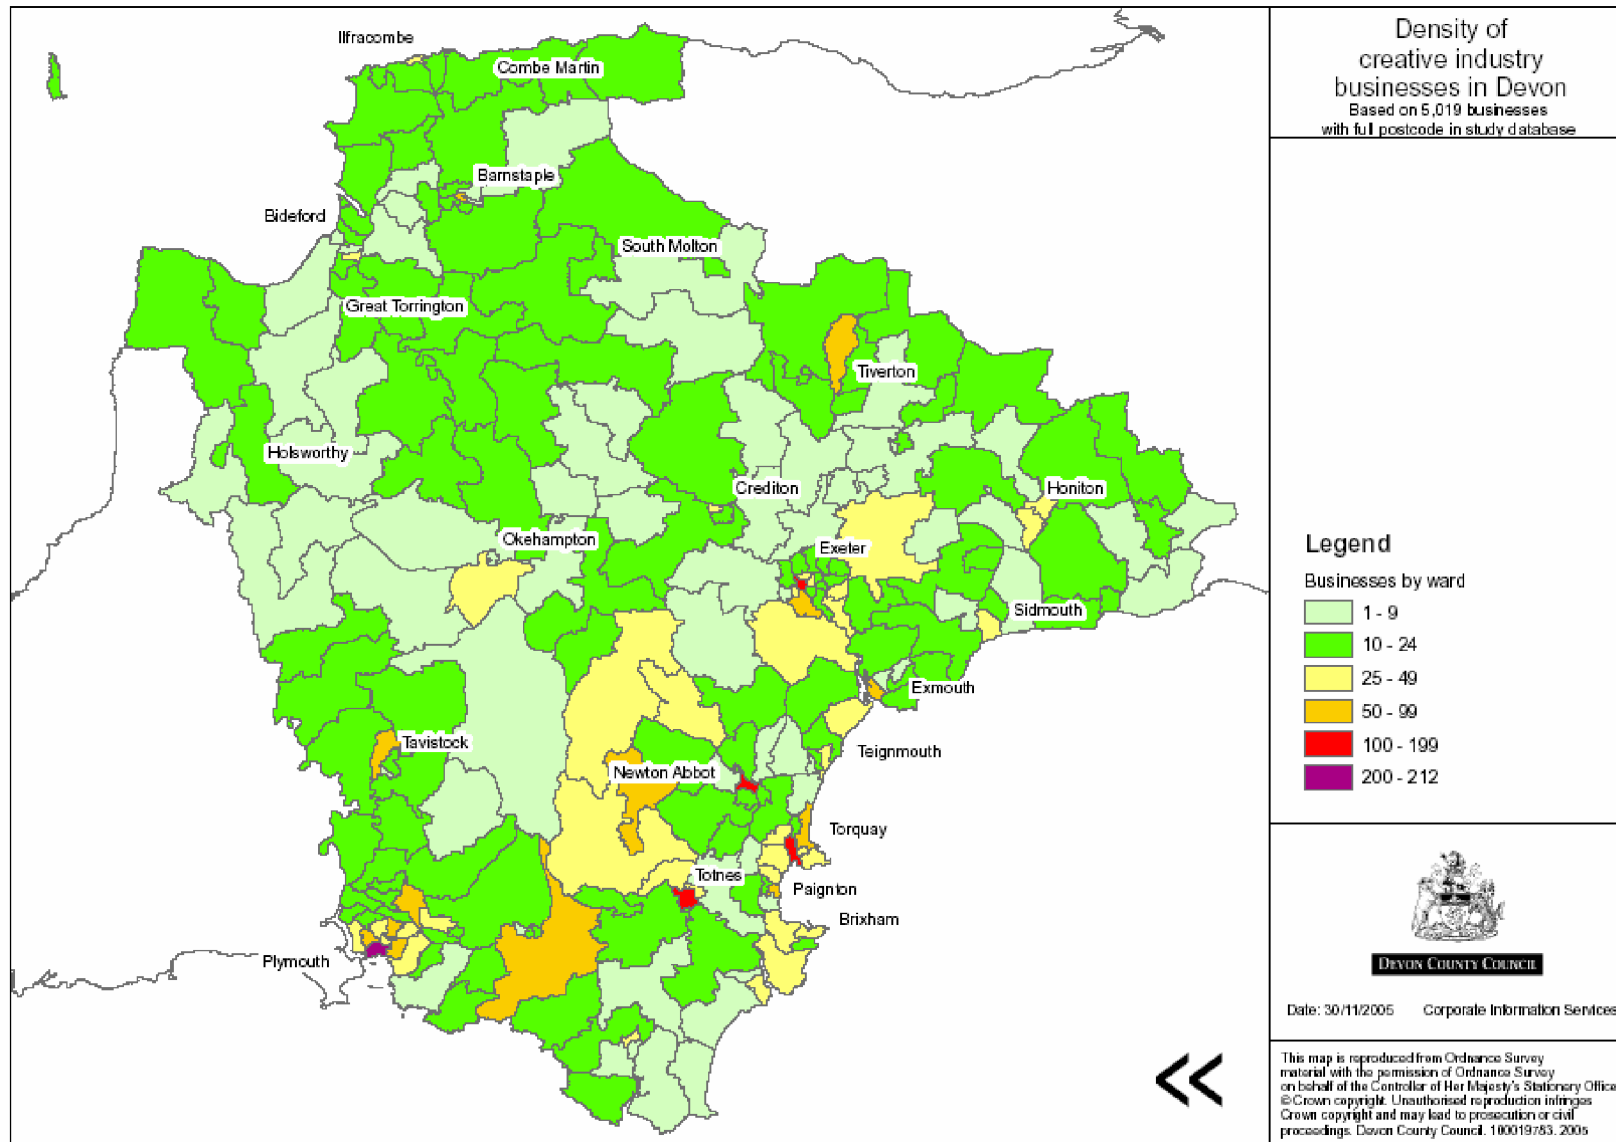 Density of
creative industry
businesses in Devon
Based on 5,019 businesses
with full postcode in study database
Ilfracombe
Combe Martin
Barnstaple
Bideford
South Molton
Great Torrington
Tiverton
Holsworthy
Crediton
Honiton
Okehampton
Exeter
Sidmouth
Exmouth
Tavistock
Teignmouth
Newton Abbot
Torquay
Totnes
Paignton
Brixham
Plymouth
Legend
Businesses by ward
1 - 9
10 - 24
25 - 49
50 - 99
100 - 199
200 - 212
DEVON COUNTY COUNCIL
Date: 30/11/2005 Corporate Information Services
<<
This map is reproduced from Ordnance Survey
material with the permission of Ordnance Survey
on behalf of the Controller of Her Majesty's Stationery Office
© Crown copyright. Unauthorised reproduction infringes
Crown copyright and may lead to prosecution or civil
proceedings. Devon County Council. 100019783. 2005